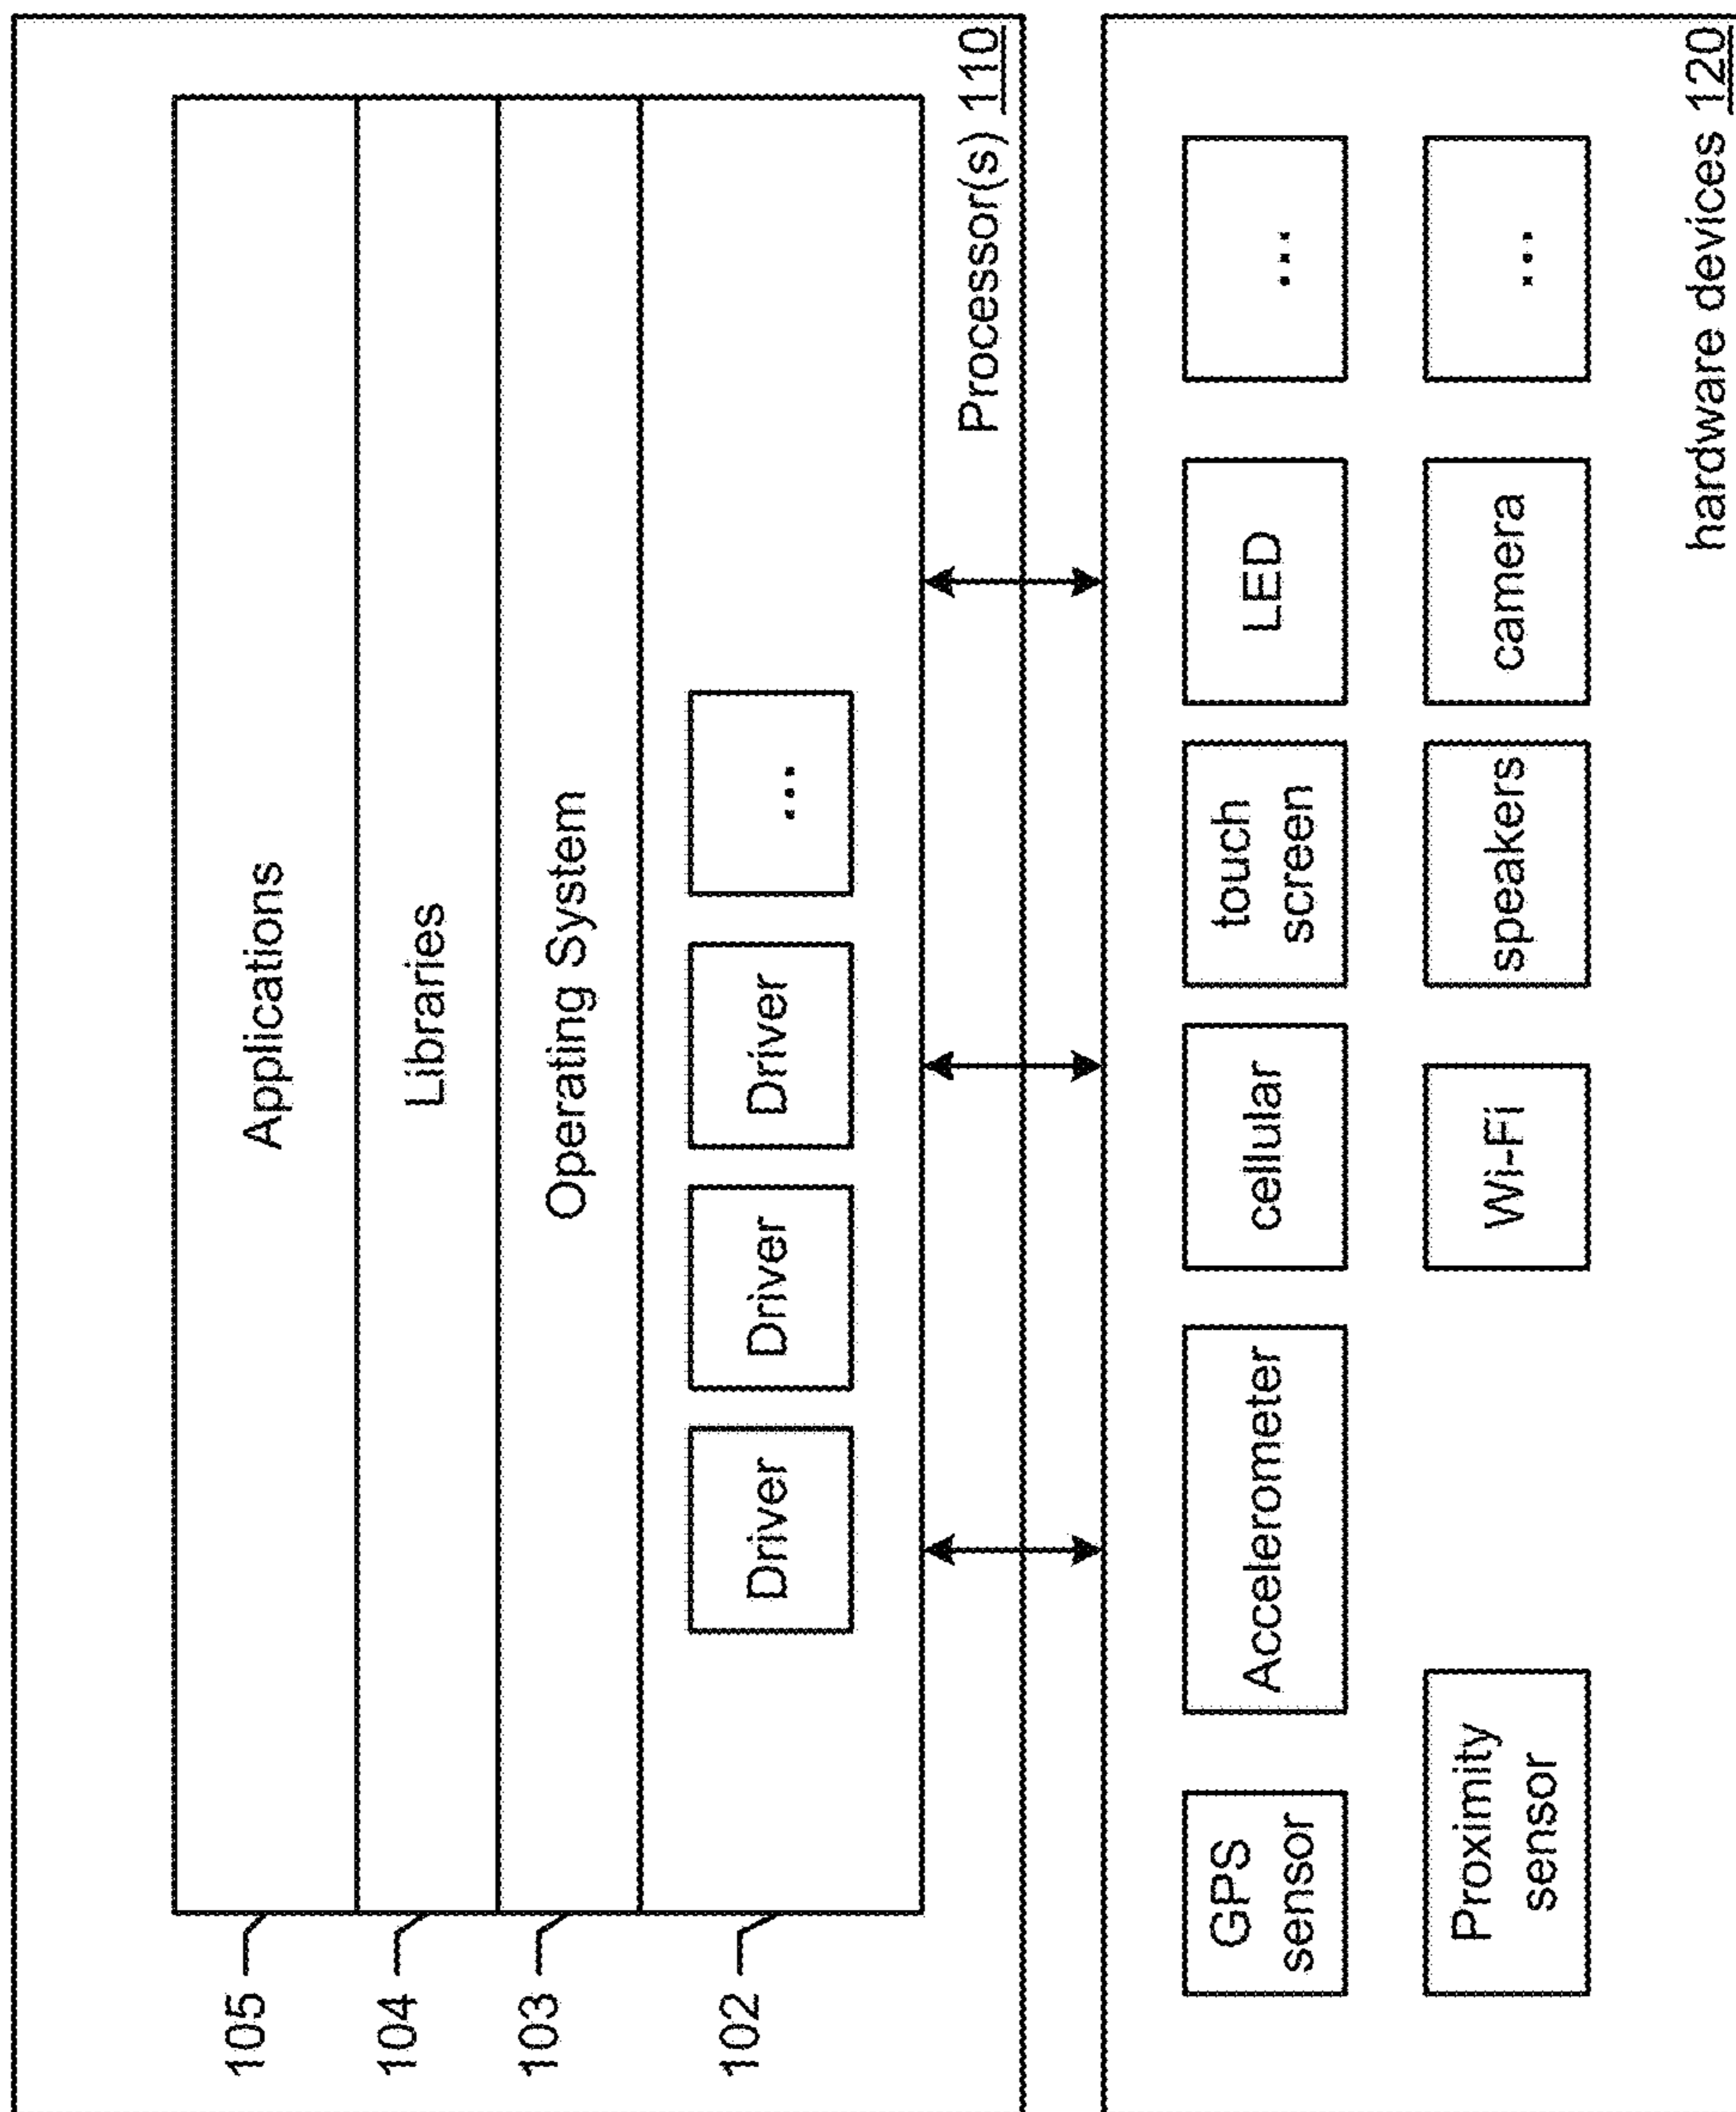 105
Applications
104
Libraries
103
Operating System
102
Driver
Driver
Driver
...
Processor(s) 110
GPS
sensor
Accelerometer
cellular
touch
screen
LED
...
Proximity
sensor
Wi-Fi
speakers
camera
...
hardware devices 120